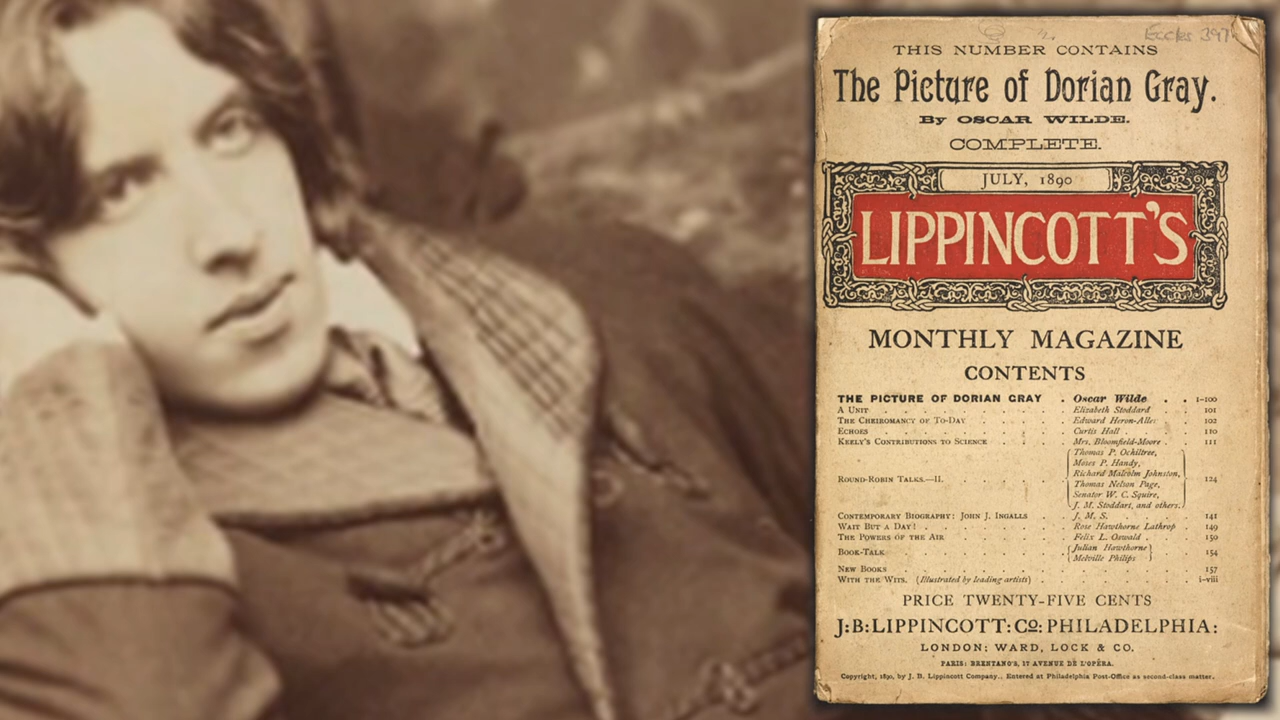 Eccles 397
THIS NUMBER CONTAINS
The Picture of Dorian Gray.
By OSCAR WILDE.
COMPLETE.
JULY, 1890
LIPPINCOTT'S
MONTHLY MAGAZINE
CONTENTS
THE PICTURE OF DORIAN GRAY . Oscar Wilde . . 1-100
A UNIT . . . . . . . . Elizabeth Stoddard . . 101
THE CHEIROMANCY OF TO-DAY . . . . . Edward Heron-Allen . . 102
ECHOES . . . . . . . . Curtis Hall . . . 110
KEELY'S CONTRIBUTIONS TO SCIENCE . . . . Mrs. Bloomfield-Moore . . 111
Thomas P. Ochiltree,
Moses P. Handy,
Richard Malcolm Johnston,
ROUND-ROBIN TALKS.—II. . . . . . . 124
Thomas Nelson Page,
Senator W. C. Squire,
J. M. Stoddart, and others.
CONTEMPORARY BIOGRAPHY: JOHN J. INGALLS . . J. M. S. . . . 141
WAIT BUT A DAY! . . . . . . Rose Hawthorne Lathrop . 149
THE POWERS OF THE AIR . . . . . Felix L. Oswald . . . 150
BOOK-TALK . . . . . . . { Julian Hawthorne } . . 154
Melville Philips
NEW BOOKS . . . . . . . . . . . 157
WITH THE WITS. (Illustrated by leading artists) . . . . . . i-viii
PRICE TWENTY-FIVE CENTS
J:B:LIPPINCOTT:Co:PHILADELPHIA:
LONDON: WARD, LOCK & CO.
PARIS: BRENTANO'S, 17 AVENUE DE L'OPÉRA.
Copyright, 1890, by J. B. Lippincott Company. Entered at Philadelphia Post-Office as second-class matter.